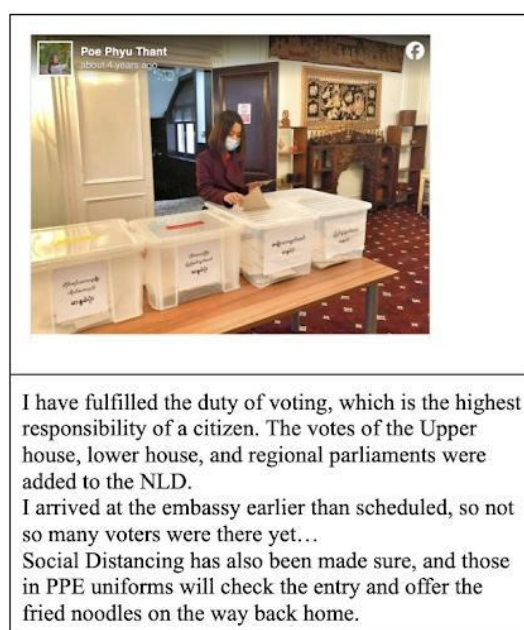 Poe Phyu Thant
about 4 years ago
I have fulfilled the duty of voting, which is the highest
responsibility of a citizen. The votes of the Upper
house, lower house, and regional parliaments were
added to the NLD.
I arrived at the embassy earlier than scheduled, so not
so many voters were there yet…
Social Distancing has also been made sure, and those
in PPE uniforms will check the entry and offer the
fried noodles on the way back home.